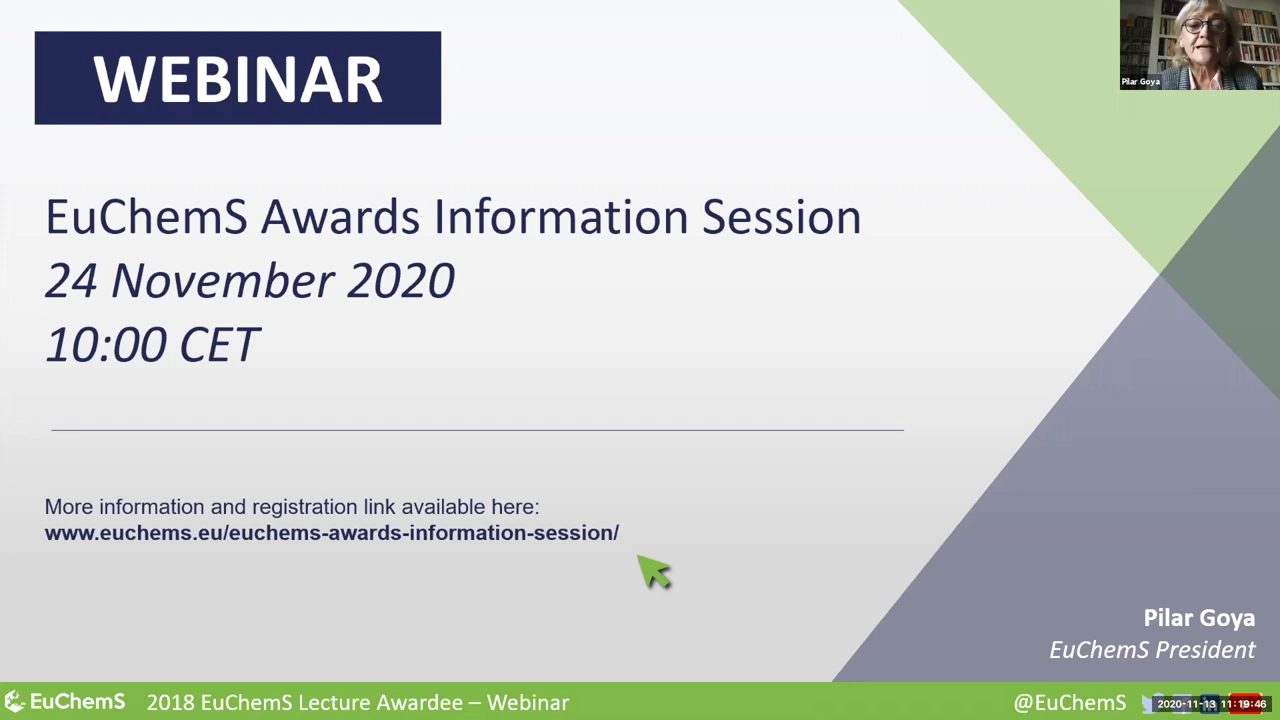 WEBINAR
Pilar Goya
EuChemS Awards Information Session
24 November 2020
10:00 CET
More information and registration link available here:
www.euchems.eu/euchems-awards-information-session/
Pilar Goya
EuChemS President
EuChemS
2018 EuChemS Lecture Awardee – Webinar
@EuChemS
2020-11-13 11:19:46